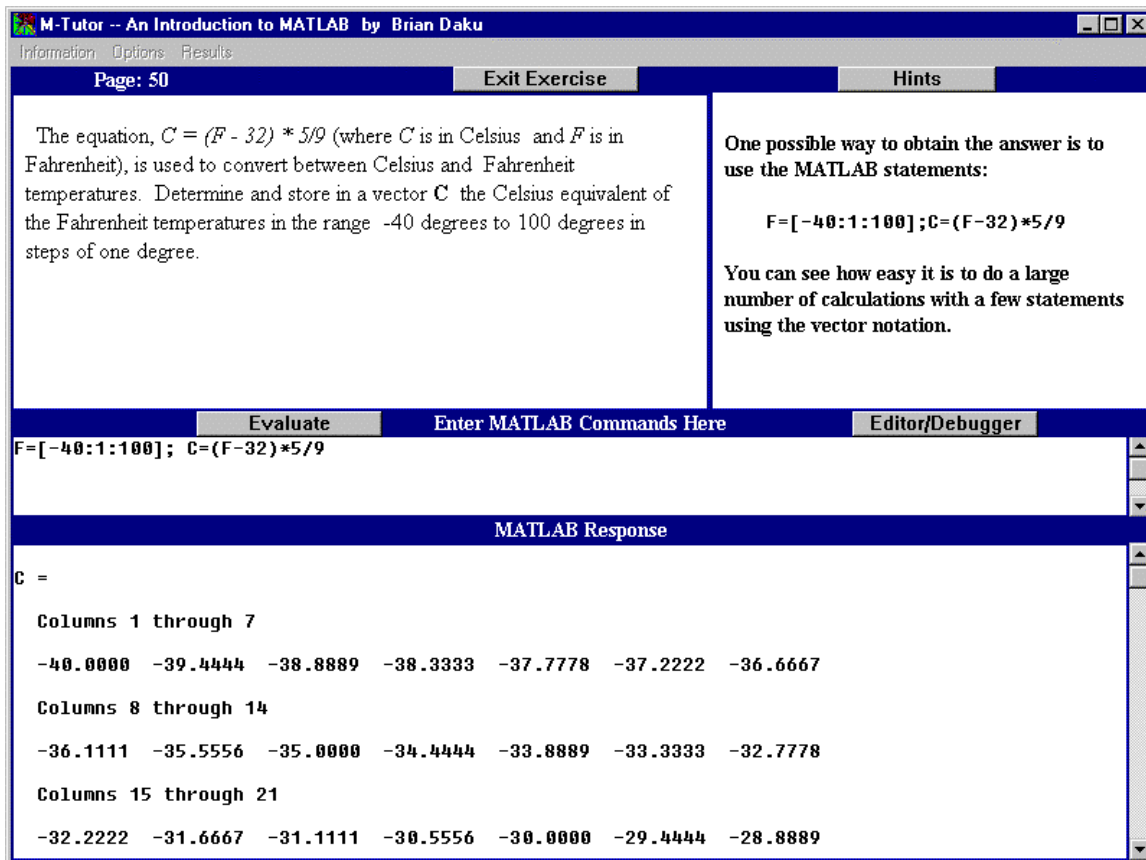 M-Tutor -- An Introduction to MATLAB by Brian Daku
Information Options Results
Page: 50
Exit Exercise
Hints
The equation, C = (F - 32) * 5/9 (where C is in Celsius and F is in
Fahrenheit), is used to convert between Celsius and Fahrenheit
temperatures. Determine and store in a vector C the Celsius equivalent of
the Fahrenheit temperatures in the range -40 degrees to 100 degrees in
steps of one degree.
One possible way to obtain the answer is to
use the MATLAB statements:
F=[-40:1:100];C=(F-32)*5/9
You can see how easy it is to do a large
number of calculations with a few statements
using the vector notation.
Evaluate
Enter MATLAB Commands Here
Editor/Debugger
F=[-40:1:100]; C=(F-32)*5/9
MATLAB Response
C =
Columns 1 through 7
-40.0000 -39.4444 -38.8889 -38.3333 -37.7778 -37.2222 -36.6667
Columns 8 through 14
-36.1111 -35.5556 -35.0000 -34.4444 -33.8889 -33.3333 -32.7778
Columns 15 through 21
-32.2222 -31.6667 -31.1111 -30.5556 -30.0000 -29.4444 -28.8889